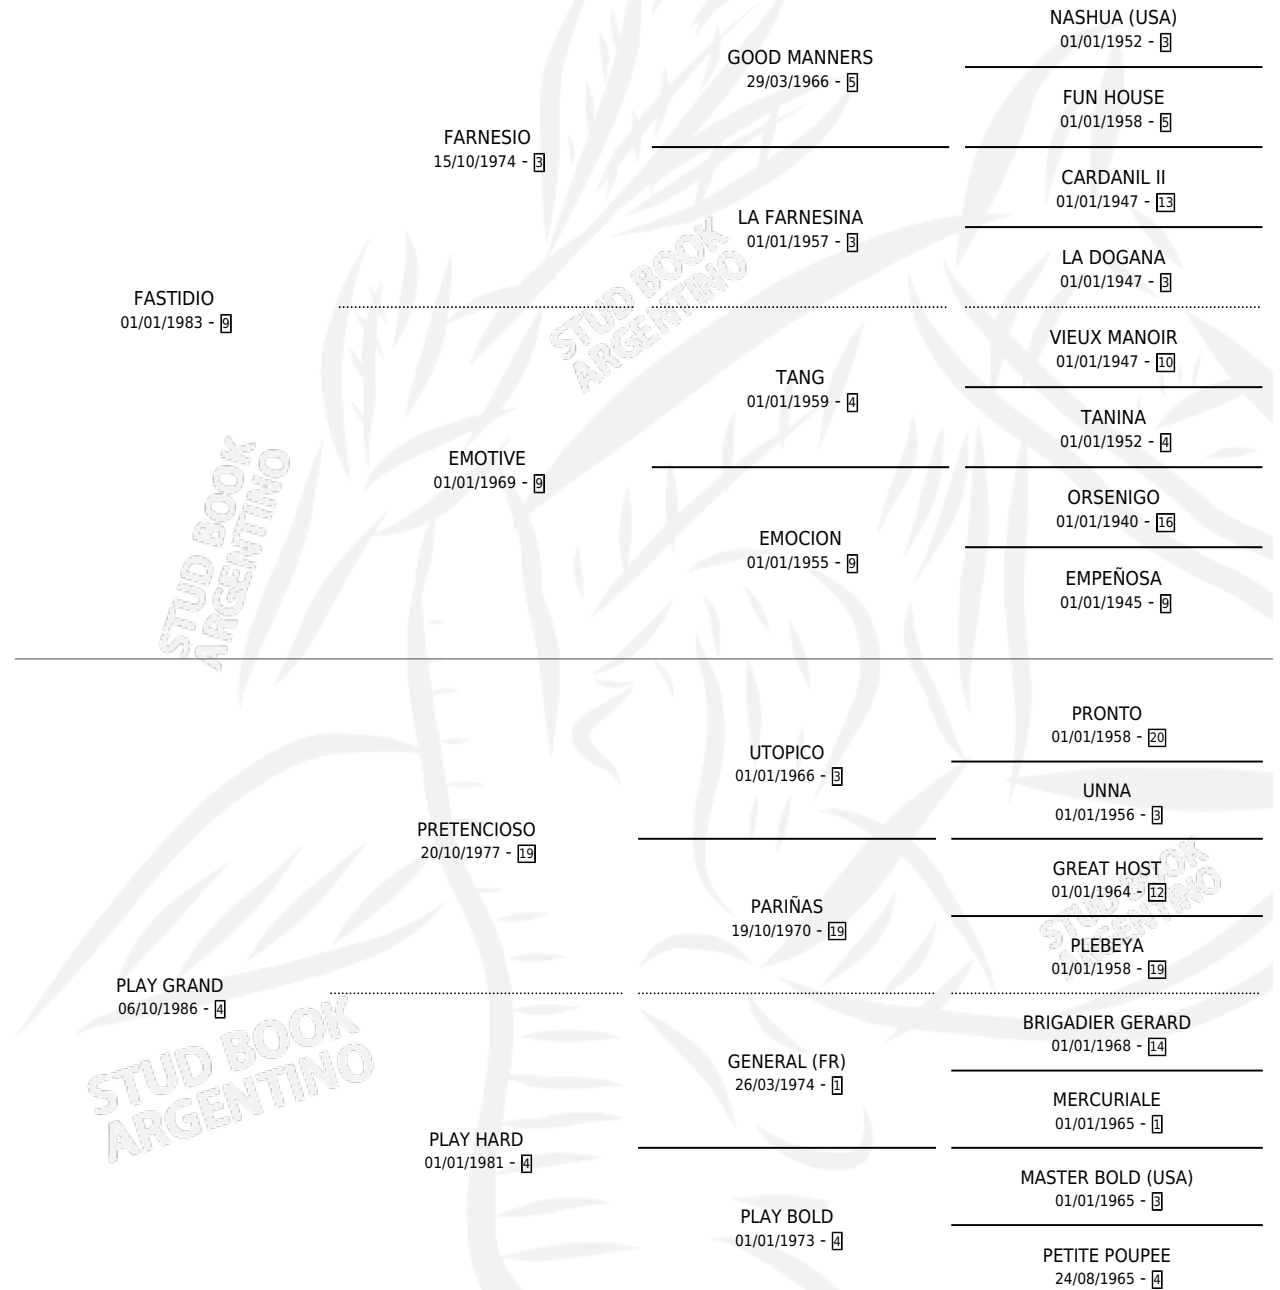 NASHUA (USA)
01/01/1952 - 3
GOOD MANNERS
29/03/1966 - 5
FUN HOUSE
01/01/1958 - 5
FARNESIO
15/10/1974 - 3
CARDANIL II
01/01/1947 - 13
LA FARNESINA
01/01/1957 - 3
LA DOGANA
01/01/1947 - 3
FASTIDIO
01/01/1983 - 9
VIEUX MANOIR
01/01/1947 - 10
TANG
01/01/1959 - 4
TANINA
01/01/1952 - 4
EMOTIVE
01/01/1969 - 9
ORSENIGO
01/01/1940 - 16
EMOCION
01/01/1955 - 9
EMPEÑOSA
01/01/1945 - 9
PRONTO
01/01/1958 - 20
UTOPICO
01/01/1966 - 3
UNNA
01/01/1956 - 3
PRETENCIOSO
20/10/1977 - 19
GREAT HOST
01/01/1964 - 12
PARIÑAS
19/10/1970 - 19
PLEBEYA
01/01/1958 - 19
PLAY GRAND
06/10/1986 - 4
BRIGADIER GERARD
01/01/1968 - 14
GENERAL (FR)
26/03/1974 - 1
MERCURIALE
01/01/1965 - 1
PLAY HARD
01/01/1981 - 4
MASTER BOLD (USA)
01/01/1965 - 3
PLAY BOLD
01/01/1973 - 4
PETITE POUPEE
24/08/1965 - 4
STUD BOOK
ARGENTINO
STUD BOOK
ARGENTINO
STUD BOOK
ARGENTINO
STUD BOOK
ARGENTINO